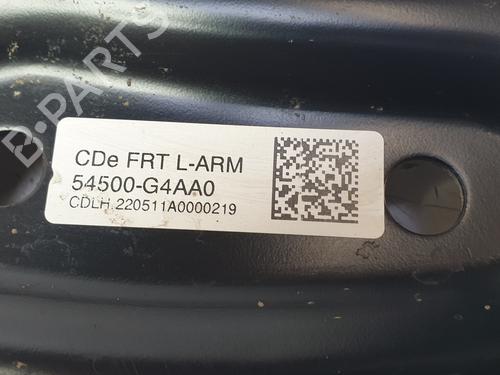 B-PARTS
CDe FRT L-ARM
54500-G4AA0
CDLH 220511A0000219